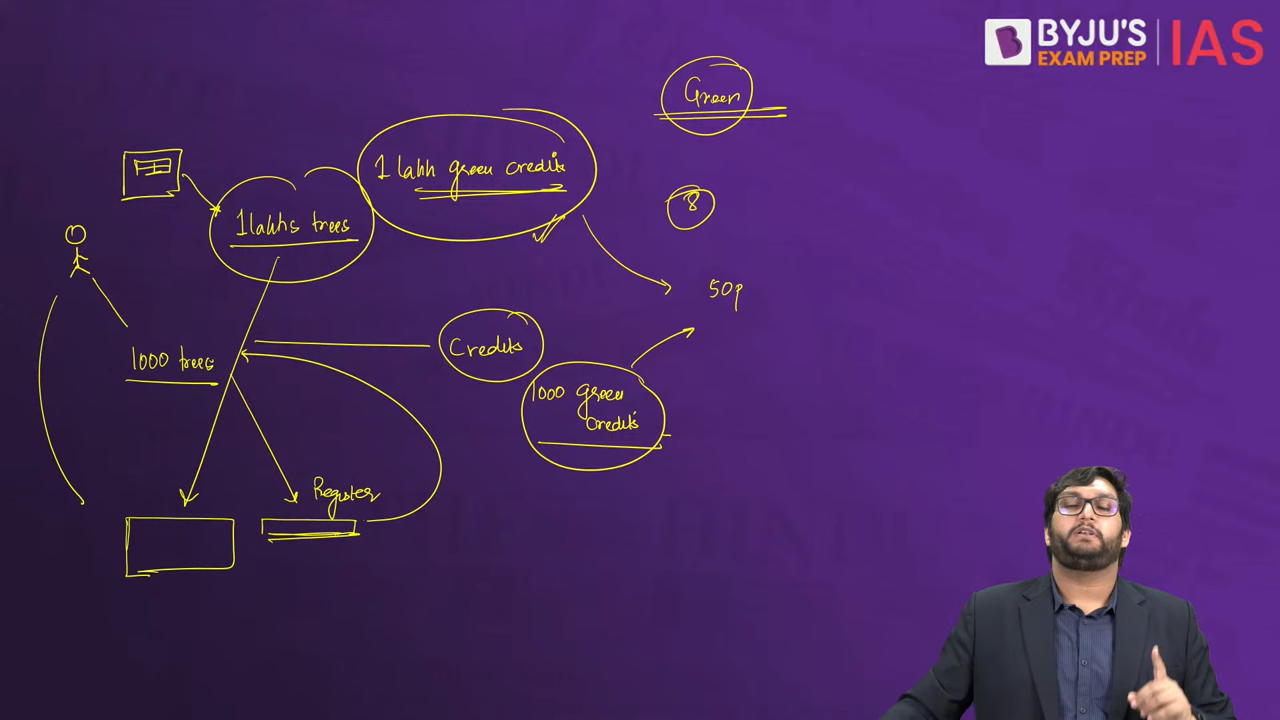 BYJU'S
EXAM PREP
IAS
Green
1 lakh green credits
8
1 lakhs trees
50p
1000 trees
Credits
1000 green
credits
Register